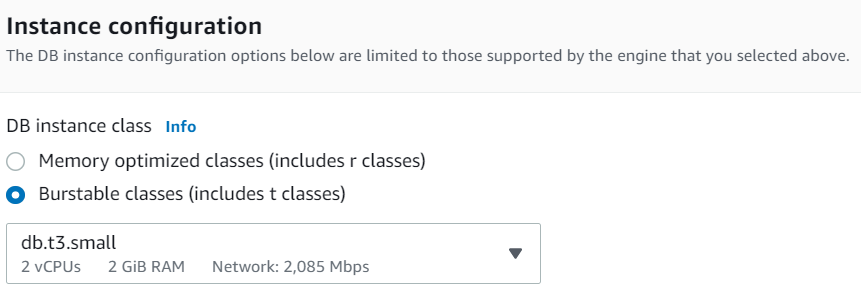 Instance configuration
The DB instance configuration options below are limited to those supported by the engine that you selected above.
DB instance class Info
Memory optimized classes (includes r classes)
Burstable classes (includes t classes)
db.t3.small
2 vCPUs 2 GiB RAM Network: 2,085 Mbps